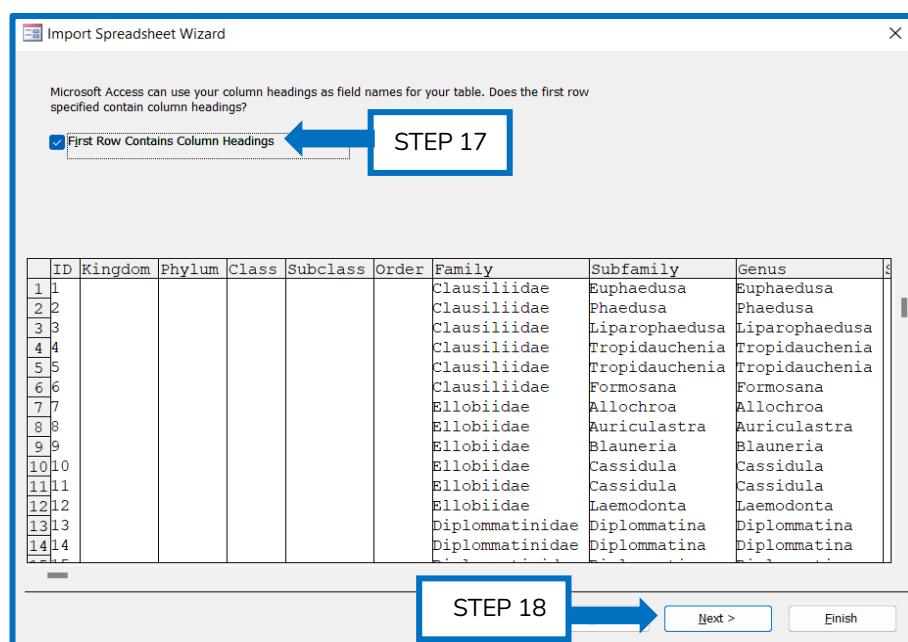 Import Spreadsheet Wizard
Microsoft Access can use your column headings as field names for your table. Does the first row
specified contain column headings?
First Row Contains Column Headings
STEP 17
ID Kingdom Phylum Class Subclass Order Family Subfamily Genus
1 1 Clausiliidae Euphaedusa Euphaedusa
2 2 Clausiliidae Phaedusa Phaedusa
3 3 Clausiliidae Liparophaedusa Liparophaedusa
4 4 Clausiliidae Tropidauchenia Tropidauchenia
5 5 Clausiliidae Tropidauchenia Tropidauchenia
6 6 Clausiliidae Formosana Formosana
7 7 Ellobiidae Allochroa Allochroa
8 8 Ellobiidae Auriculastra Auriculastra
9 9 Ellobiidae Blauneria Blauneria
10 10 Ellobiidae Cassidula Cassidula
11 11 Ellobiidae Cassidula Cassidula
12 12 Ellobiidae Laemodonta Laemodonta
13 13 Diplommatinidae Diplommatina Diplommatina
14 14 Diplommatinidae Diplommatina Diplommatina
STEP 18
Next >
Finish